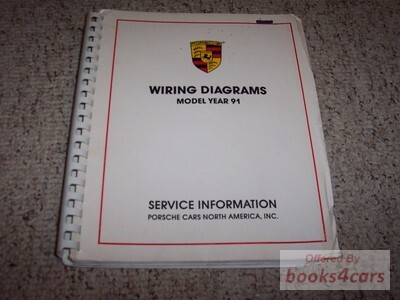 WIRING DIAGRAMS
MODEL YEAR 91
SERVICE INFORMATION
PORSCHE CARS NORTH AMERICA, INC.
Offered By
books4cars